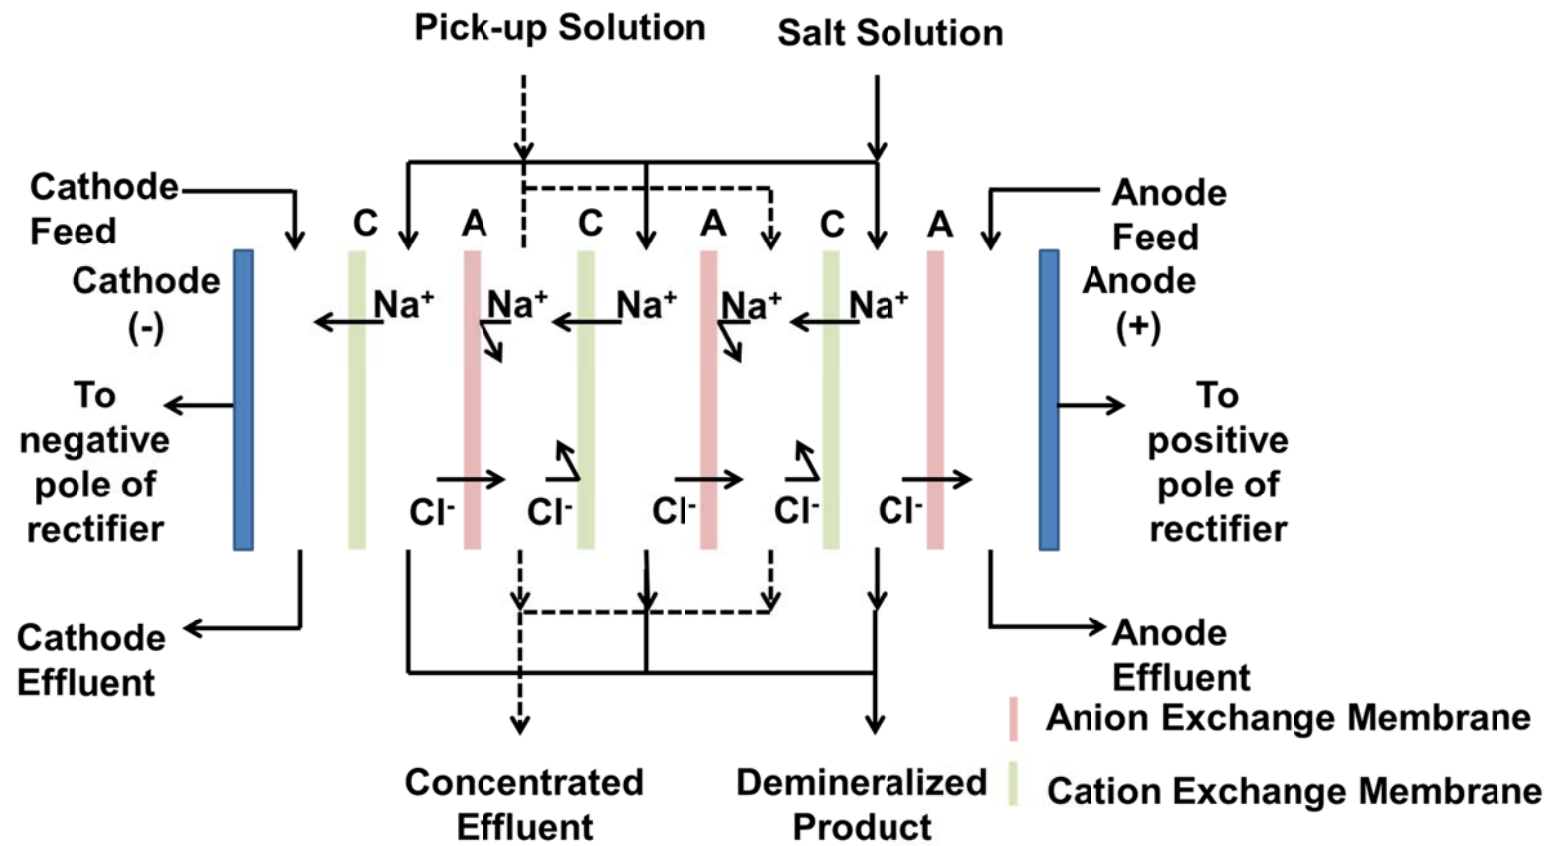 Pick-up Solution
Salt Solution
Cathode
Feed
Anode
Feed
C
A
C
A
C
A
Cathode
(-)
Anode
(+)
Na+
Na+
Na+
Na+
Na+
To
negative
pole of
rectifier
To
positive
pole of
rectifier
Cl-
Cl-
Cl-
Cl-
Cl-
Cathode
Effluent
Anode
Effluent
Anion Exchange Membrane
Cation Exchange Membrane
Concentrated
Effluent
Demineralized
Product